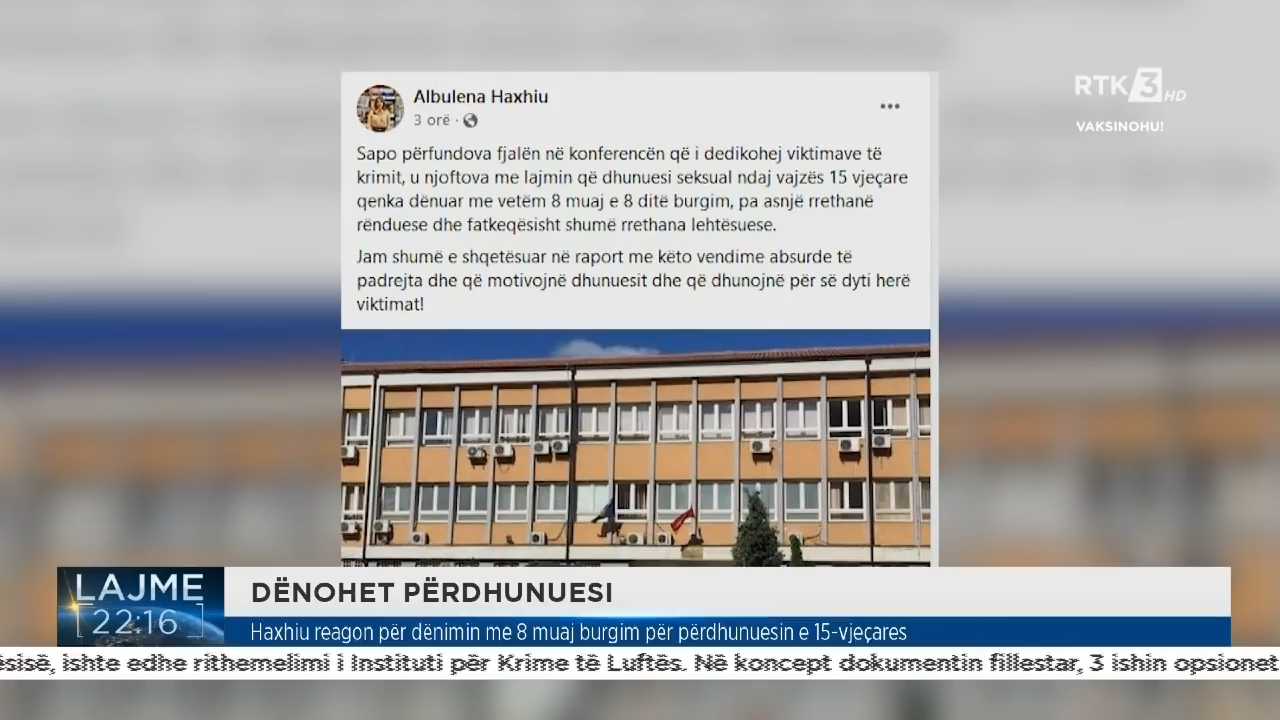 Albulena Haxhiu
3 orë
Sapo përfundova fjalën në konferencën që i dedikohej viktimave të
krimit, u njoftova me lajmin që dhunuesi seksual ndaj vajzës 15 vjeçare
qenka dënuar me vetëm 8 muaj e 8 ditë burgim, pa asnjë rrethanë
rënduese dhe fatkeqësisht shumë rrethana lehtësuese.
Jam shumë e shqetësuar në raport me këto vendime absurde të
padrejta dhe që motivojnë dhunuesit dhe që dhunojnë për së dyti herë
viktimat!
RTK 3 HD
VAKSINOHU!
LAJME
22:16
DËNOHET PËRDHUNUESI
Haxhiu reagon për dënimin me 8 muaj burgim për përdhunuesin e 15-vjeçares
ësisë, ishte edhe rithemelimi i Instituti për Krime të Luftës. Në koncept dokumentin fillestar, 3 ishin opsionet